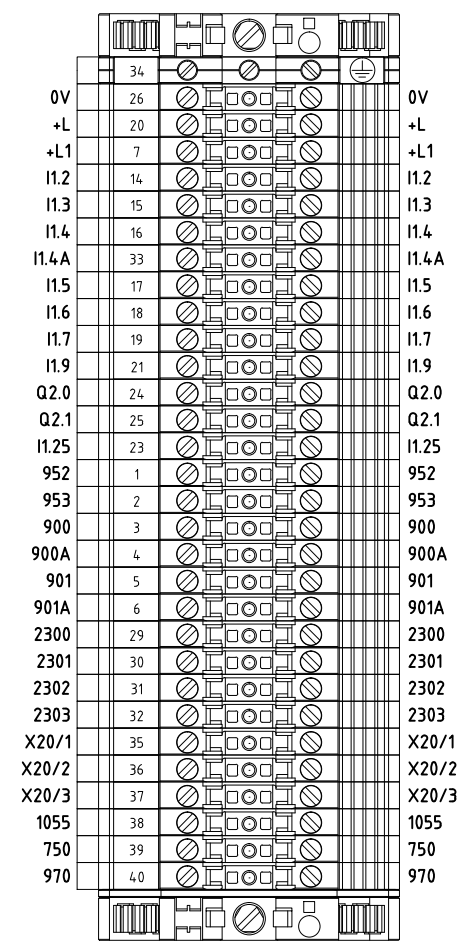 34
0V 26 0V
+L 20 +L
+L1 7 +L1
I1.2 14 I1.2
I1.3 15 I1.3
I1.4 16 I1.4
I1.4A 33 I1.4A
I1.5 17 I1.5
I1.6 18 I1.6
I1.7 19 I1.7
I1.9 21 I1.9
Q2.0 24 Q2.0
Q2.1 25 Q2.1
I1.25 23 I1.25
952 1 952
953 2 953
900 3 900
900A 4 900A
901 5 901
901A 6 901A
2300 29 2300
2301 30 2301
2302 31 2302
2303 32 2303
X20/1 35 X20/1
X20/2 36 X20/2
X20/3 37 X20/3
1055 38 1055
750 39 750
970 40 970